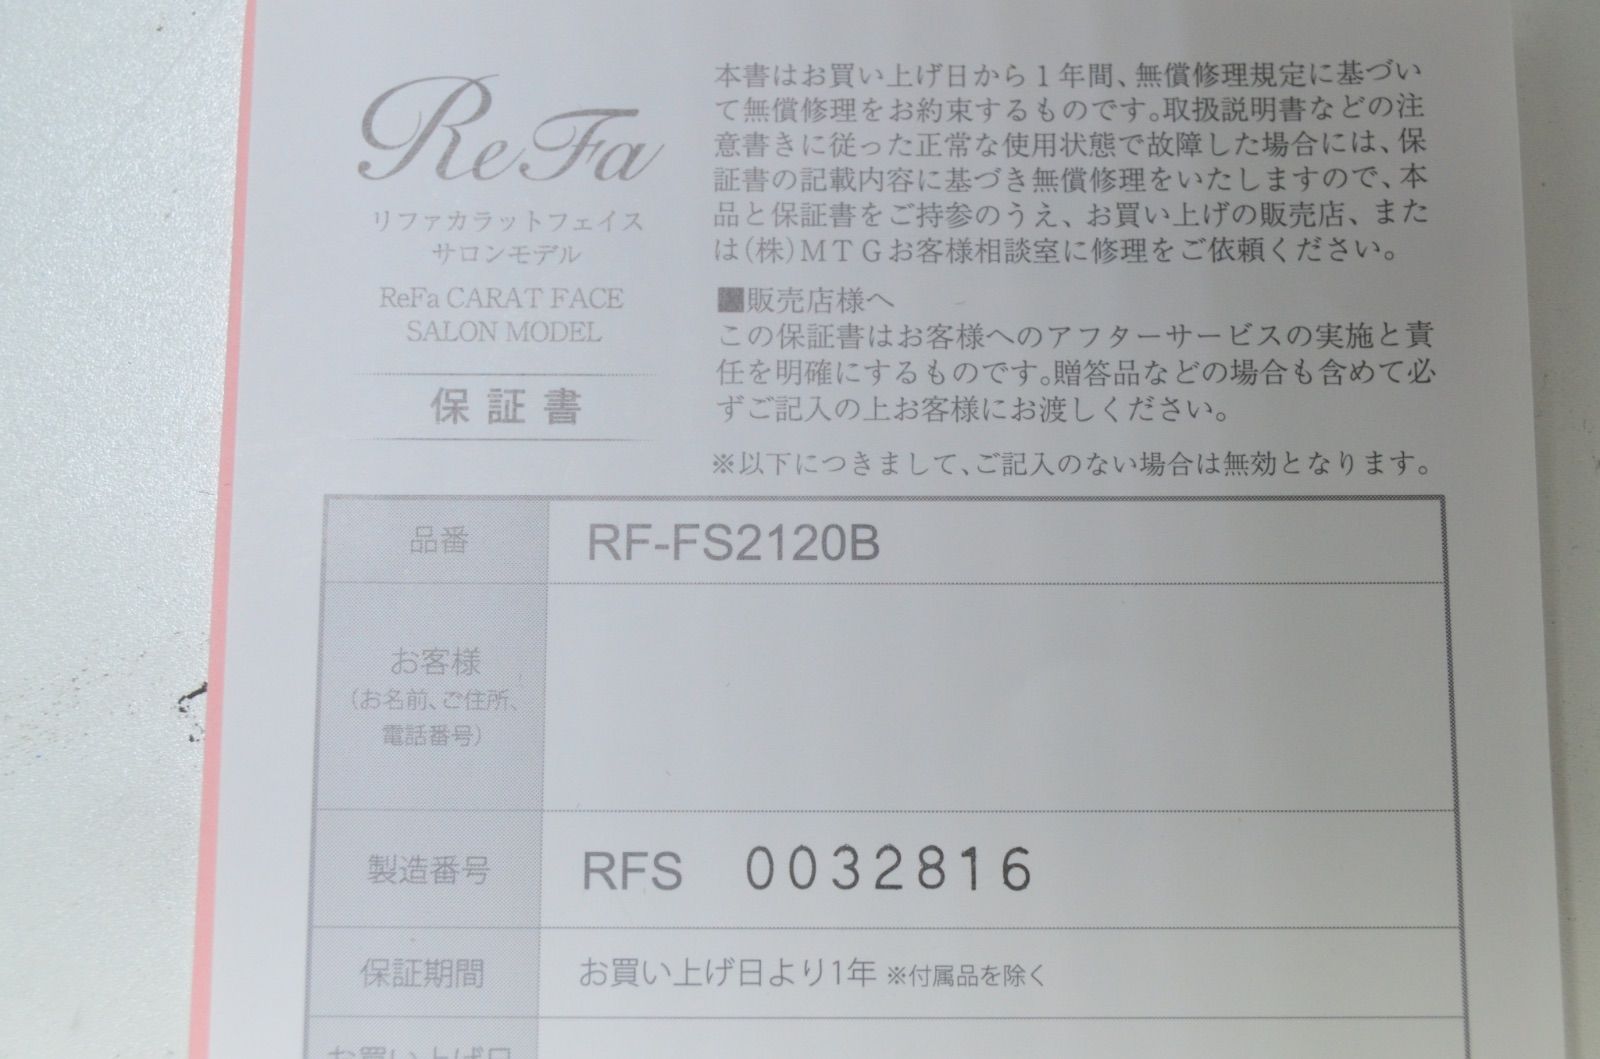 ReFa
リファカラットフェイス
サロンモデル
ReFa CARAT FACE
SALON MODEL
保証書
本書はお買い上げ日から1年間、無償修理規定に基づい
て無償修理をお約束するものです。取扱説明書などの注
意書きに従った正常な使用状態で故障した場合には、保
証書の記載内容に基づき無償修理をいたしますので、本
品と保証書をご持参のうえ、お買い上げの販売店、また
は(株)MTGお客様相談室に修理をご依頼ください。
■販売店様へ
この保証書はお客様へのアフターサービスの実施と責
任を明確にするものです。贈答品などの場合も含めて必
ずご記入の上お客様にお渡しください。
※以下につきまして、ご記入のない場合は無効となります。
品番 RF-FS2120B
お客様
(お名前、ご住所、
電話番号)
製造番号 RFS 0032816
保証期間 お買い上げ日より1年 ※付属品を除く
お買い上げ日